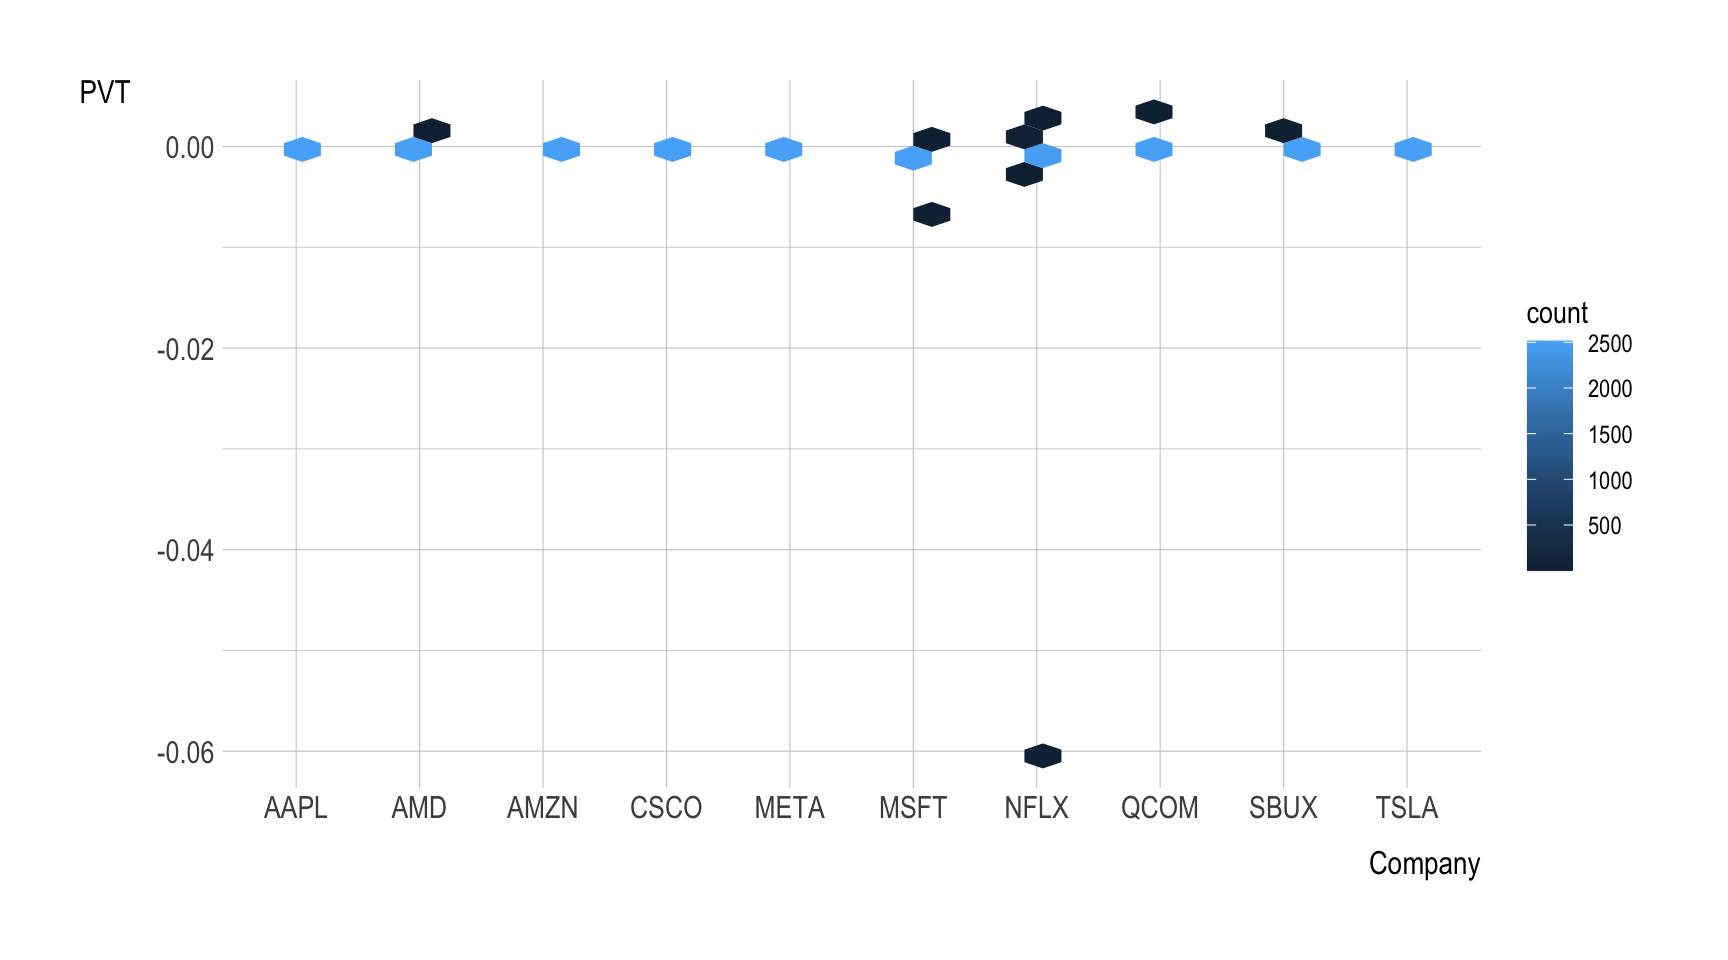 PVT
0.00
-0.02
-0.04
-0.06
AAPL AMD AMZN CSCO META MSFT NFLX QCOM SBUX TSLA
Company
count
2500
2000
1500
1000
500